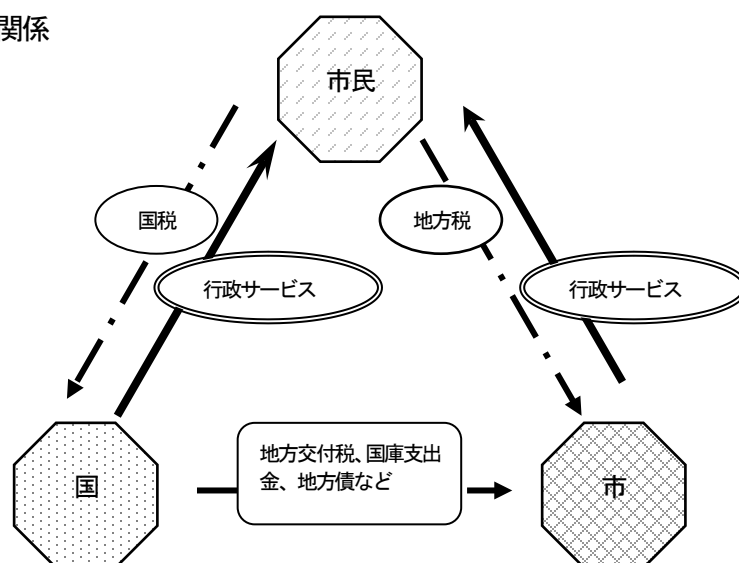 関係
市民
国税
地方税
行政サービス
行政サービス
地方交付税、国庫支出
金、地方債など
国
市